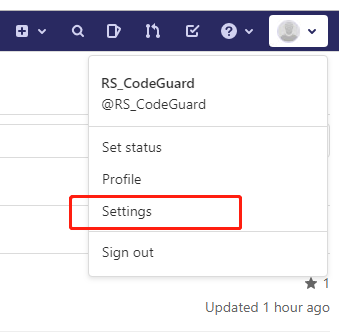 RS_CodeGuard
@RS_CodeGuard
Set status
Profile
Settings
Sign out
1
Updated 1 hour ago